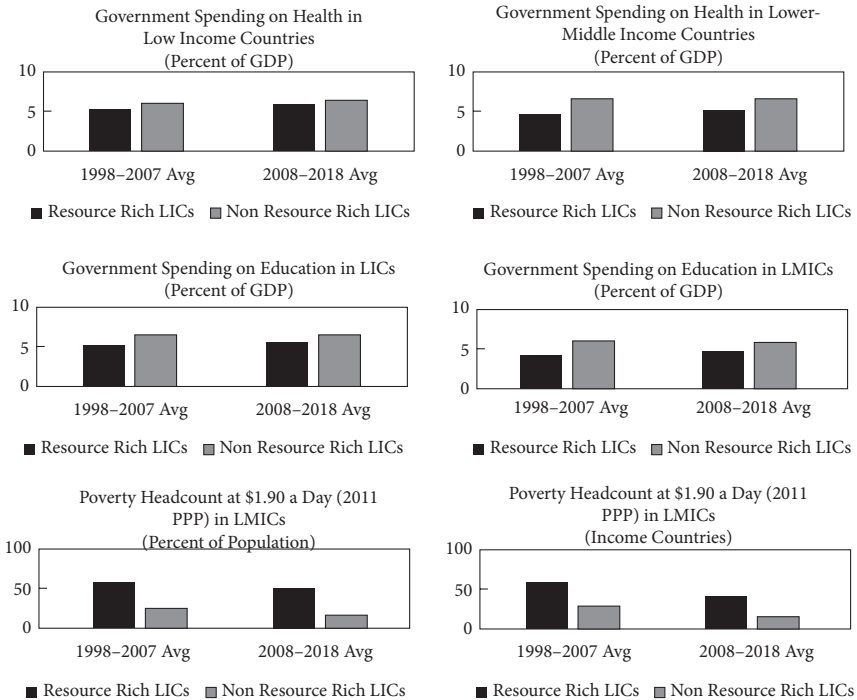 Government Spending on Health in
Low Income Countries
(Percent of GDP)
10
5
0
1998–2007 Avg 2008–2018 Avg
Resource Rich LICs Non Resource Rich LICs
Government Spending on Health in Lower-
Middle Income Countries
(Percent of GDP)
10
5
0
1998–2007 Avg 2008–2018 Avg
Resource Rich LICs Non Resource Rich LICs
Government Spending on Education in LICs
(Percent of GDP)
10
5
0
1998–2007 Avg 2008–2018 Avg
Resource Rich LICs Non Resource Rich LICs
Government Spending on Education in LMICs
(Percent of GDP)
10
5
0
1998–2007 Avg 2008–2018 Avg
Resource Rich LICs Non Resource Rich LICs
Poverty Headcount at $1.90 a Day (2011
PPP) in LMICs
(Percent of Population)
100
50
0
1998–2007 Avg 2008–2018 Avg
Resource Rich LICs Non Resource Rich LICs
Poverty Headcount at $1.90 a Day (2011
PPP) in LMICs
(Income Countries)
100
50
0
1998–2007 Avg 2008–2018 Avg
Resource Rich LICs Non Resource Rich LICs